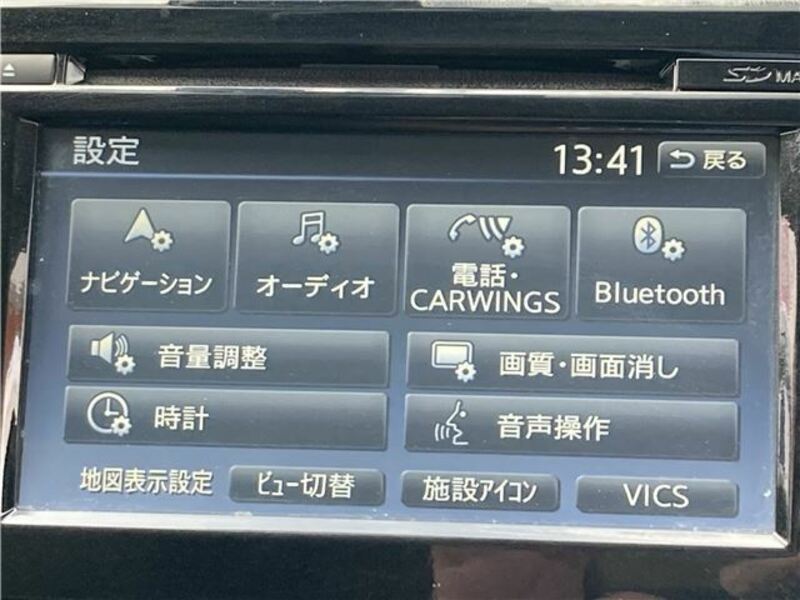 設定
13:41
戻る
ナビゲーション
オーディオ
電話・
CARWINGS
Bluetooth
音量調整
画質・画面消し
時計
音声操作
地図表示設定
ビュー切替
施設アイコン
VICS